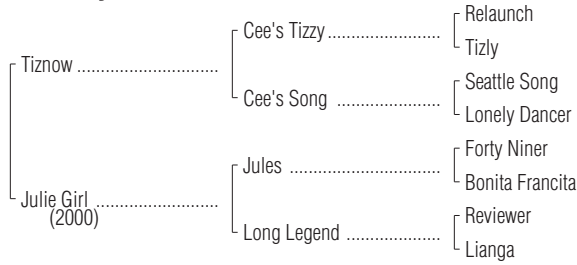 Relaunch
Cee's Tizzy ..........................
Tizly
Tiznow .................................
Seattle Song
Cee's Song ........................
Lonely Dancer
Forty Niner
Jules ...................................
Bonita Francita
Julie Girl ............................
(2000)
Reviewer
Long Legend .....................
Lianga